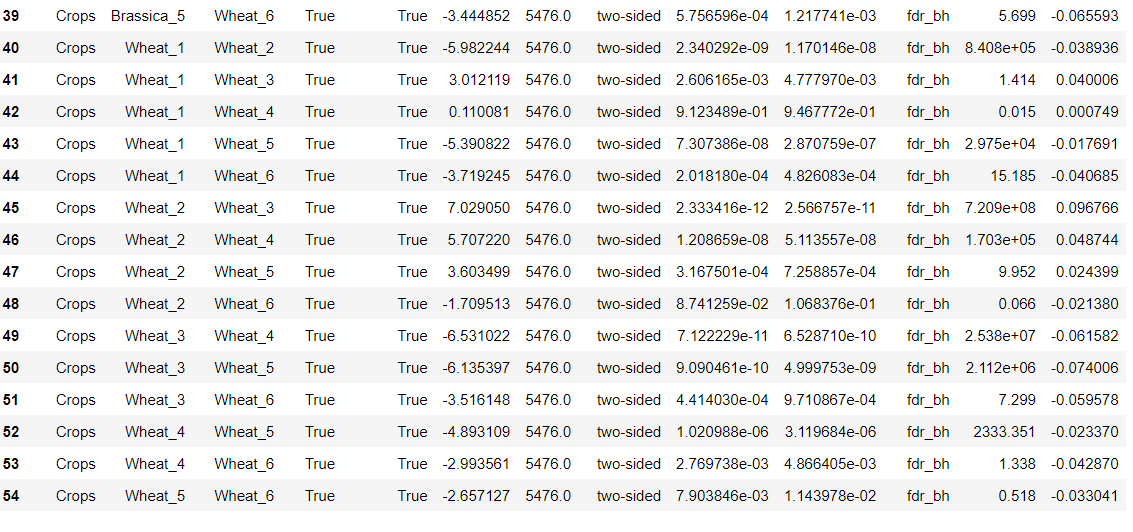 39 Crops Brassica_5 Wheat_6 True True -3.444852 5476.0 two-sided 5.756596e-04 1.217741e-03 fdr_bh 5.699 -0.065593
40 Crops Wheat_1 Wheat_2 True True -5.982244 5476.0 two-sided 2.340292e-09 1.170146e-08 fdr_bh 8.408e+05 -0.038936
41 Crops Wheat_1 Wheat_3 True True 3.012119 5476.0 two-sided 2.606165e-03 4.777970e-03 fdr_bh 1.414 0.040006
42 Crops Wheat_1 Wheat_4 True True 0.110081 5476.0 two-sided 9.123489e-01 9.467772e-01 fdr_bh 0.015 0.000749
43 Crops Wheat_1 Wheat_5 True True -5.390822 5476.0 two-sided 7.307386e-08 2.870759e-07 fdr_bh 2.975e+04 -0.017691
44 Crops Wheat_1 Wheat_6 True True -3.719245 5476.0 two-sided 2.018180e-04 4.826083e-04 fdr_bh 15.185 -0.040685
45 Crops Wheat_2 Wheat_3 True True 7.029050 5476.0 two-sided 2.333416e-12 2.566757e-11 fdr_bh 7.209e+08 0.096766
46 Crops Wheat_2 Wheat_4 True True 5.707220 5476.0 two-sided 1.208659e-08 5.113557e-08 fdr_bh 1.703e+05 0.048744
47 Crops Wheat_2 Wheat_5 True True 3.603499 5476.0 two-sided 3.167501e-04 7.258857e-04 fdr_bh 9.952 0.024399
48 Crops Wheat_2 Wheat_6 True True -1.709513 5476.0 two-sided 8.741259e-02 1.068376e-01 fdr_bh 0.066 -0.021380
49 Crops Wheat_3 Wheat_4 True True -6.531022 5476.0 two-sided 7.122229e-11 6.528710e-10 fdr_bh 2.538e+07 -0.061582
50 Crops Wheat_3 Wheat_5 True True -6.135397 5476.0 two-sided 9.090461e-10 4.999753e-09 fdr_bh 2.112e+06 -0.074006
51 Crops Wheat_3 Wheat_6 True True -3.516148 5476.0 two-sided 4.414030e-04 9.710867e-04 fdr_bh 7.299 -0.059578
52 Crops Wheat_4 Wheat_5 True True -4.893109 5476.0 two-sided 1.020988e-06 3.119684e-06 fdr_bh 2333.351 -0.023370
53 Crops Wheat_4 Wheat_6 True True -2.993561 5476.0 two-sided 2.769738e-03 4.866405e-03 fdr_bh 1.338 -0.042870
54 Crops Wheat_5 Wheat_6 True True -2.657127 5476.0 two-sided 7.903846e-03 1.143978e-02 fdr_bh 0.518 -0.033041